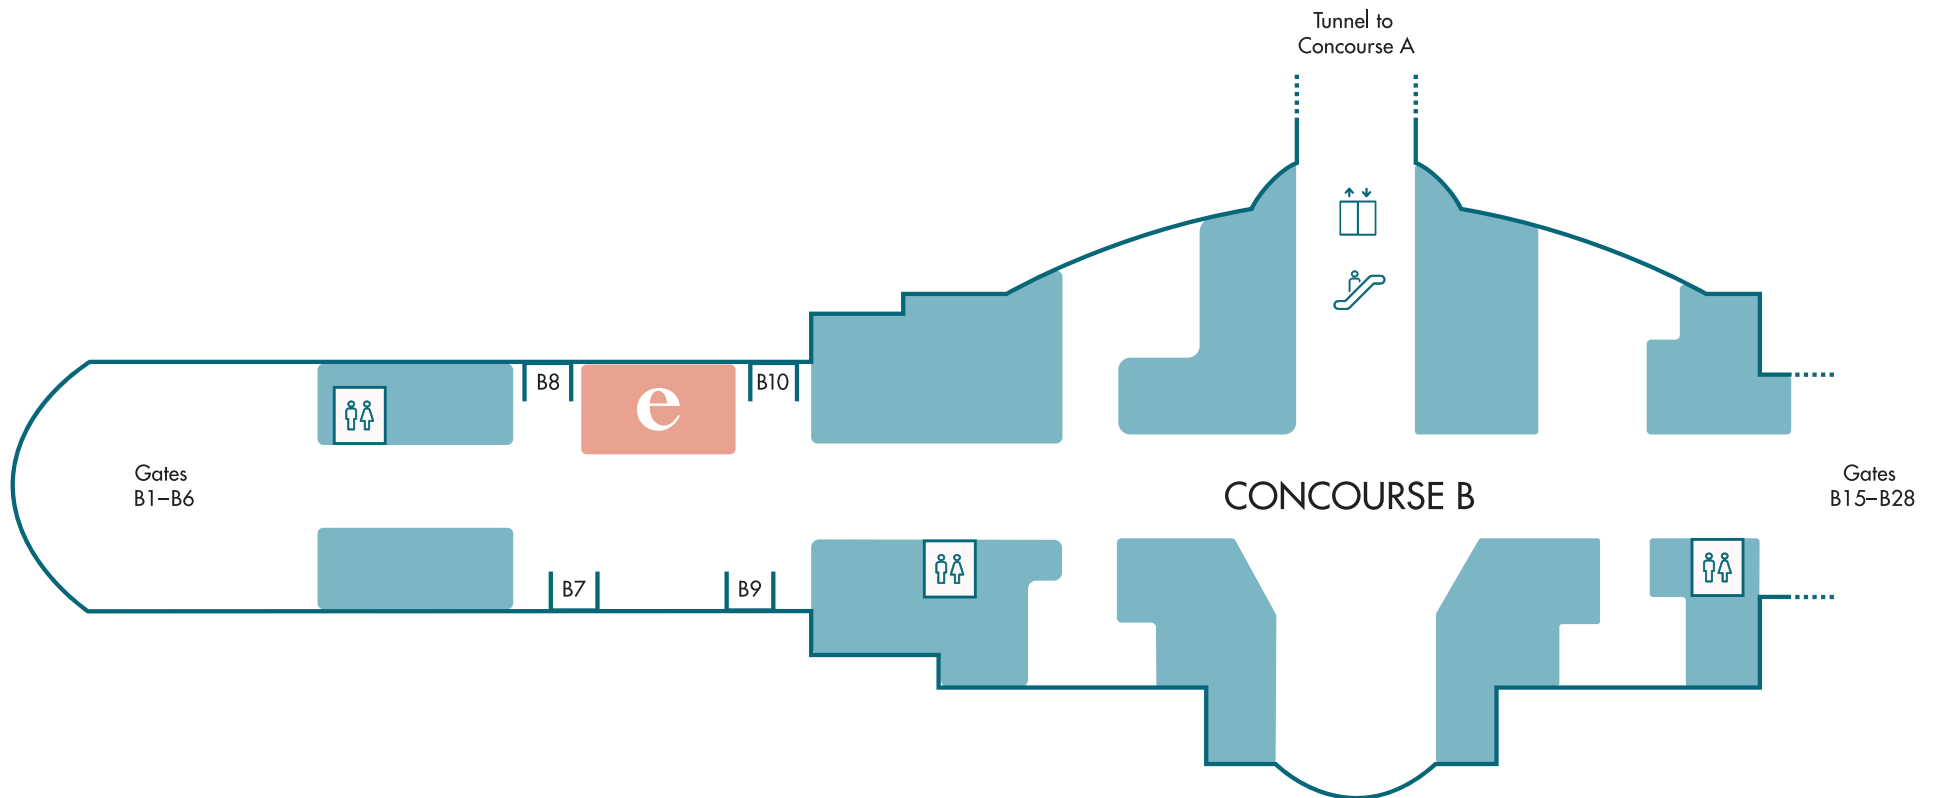 Tunnel to
Concourse A
B8
e
B10
Gates
B1–B6
CONCOURSE B
Gates
B15–B28
B7
B9